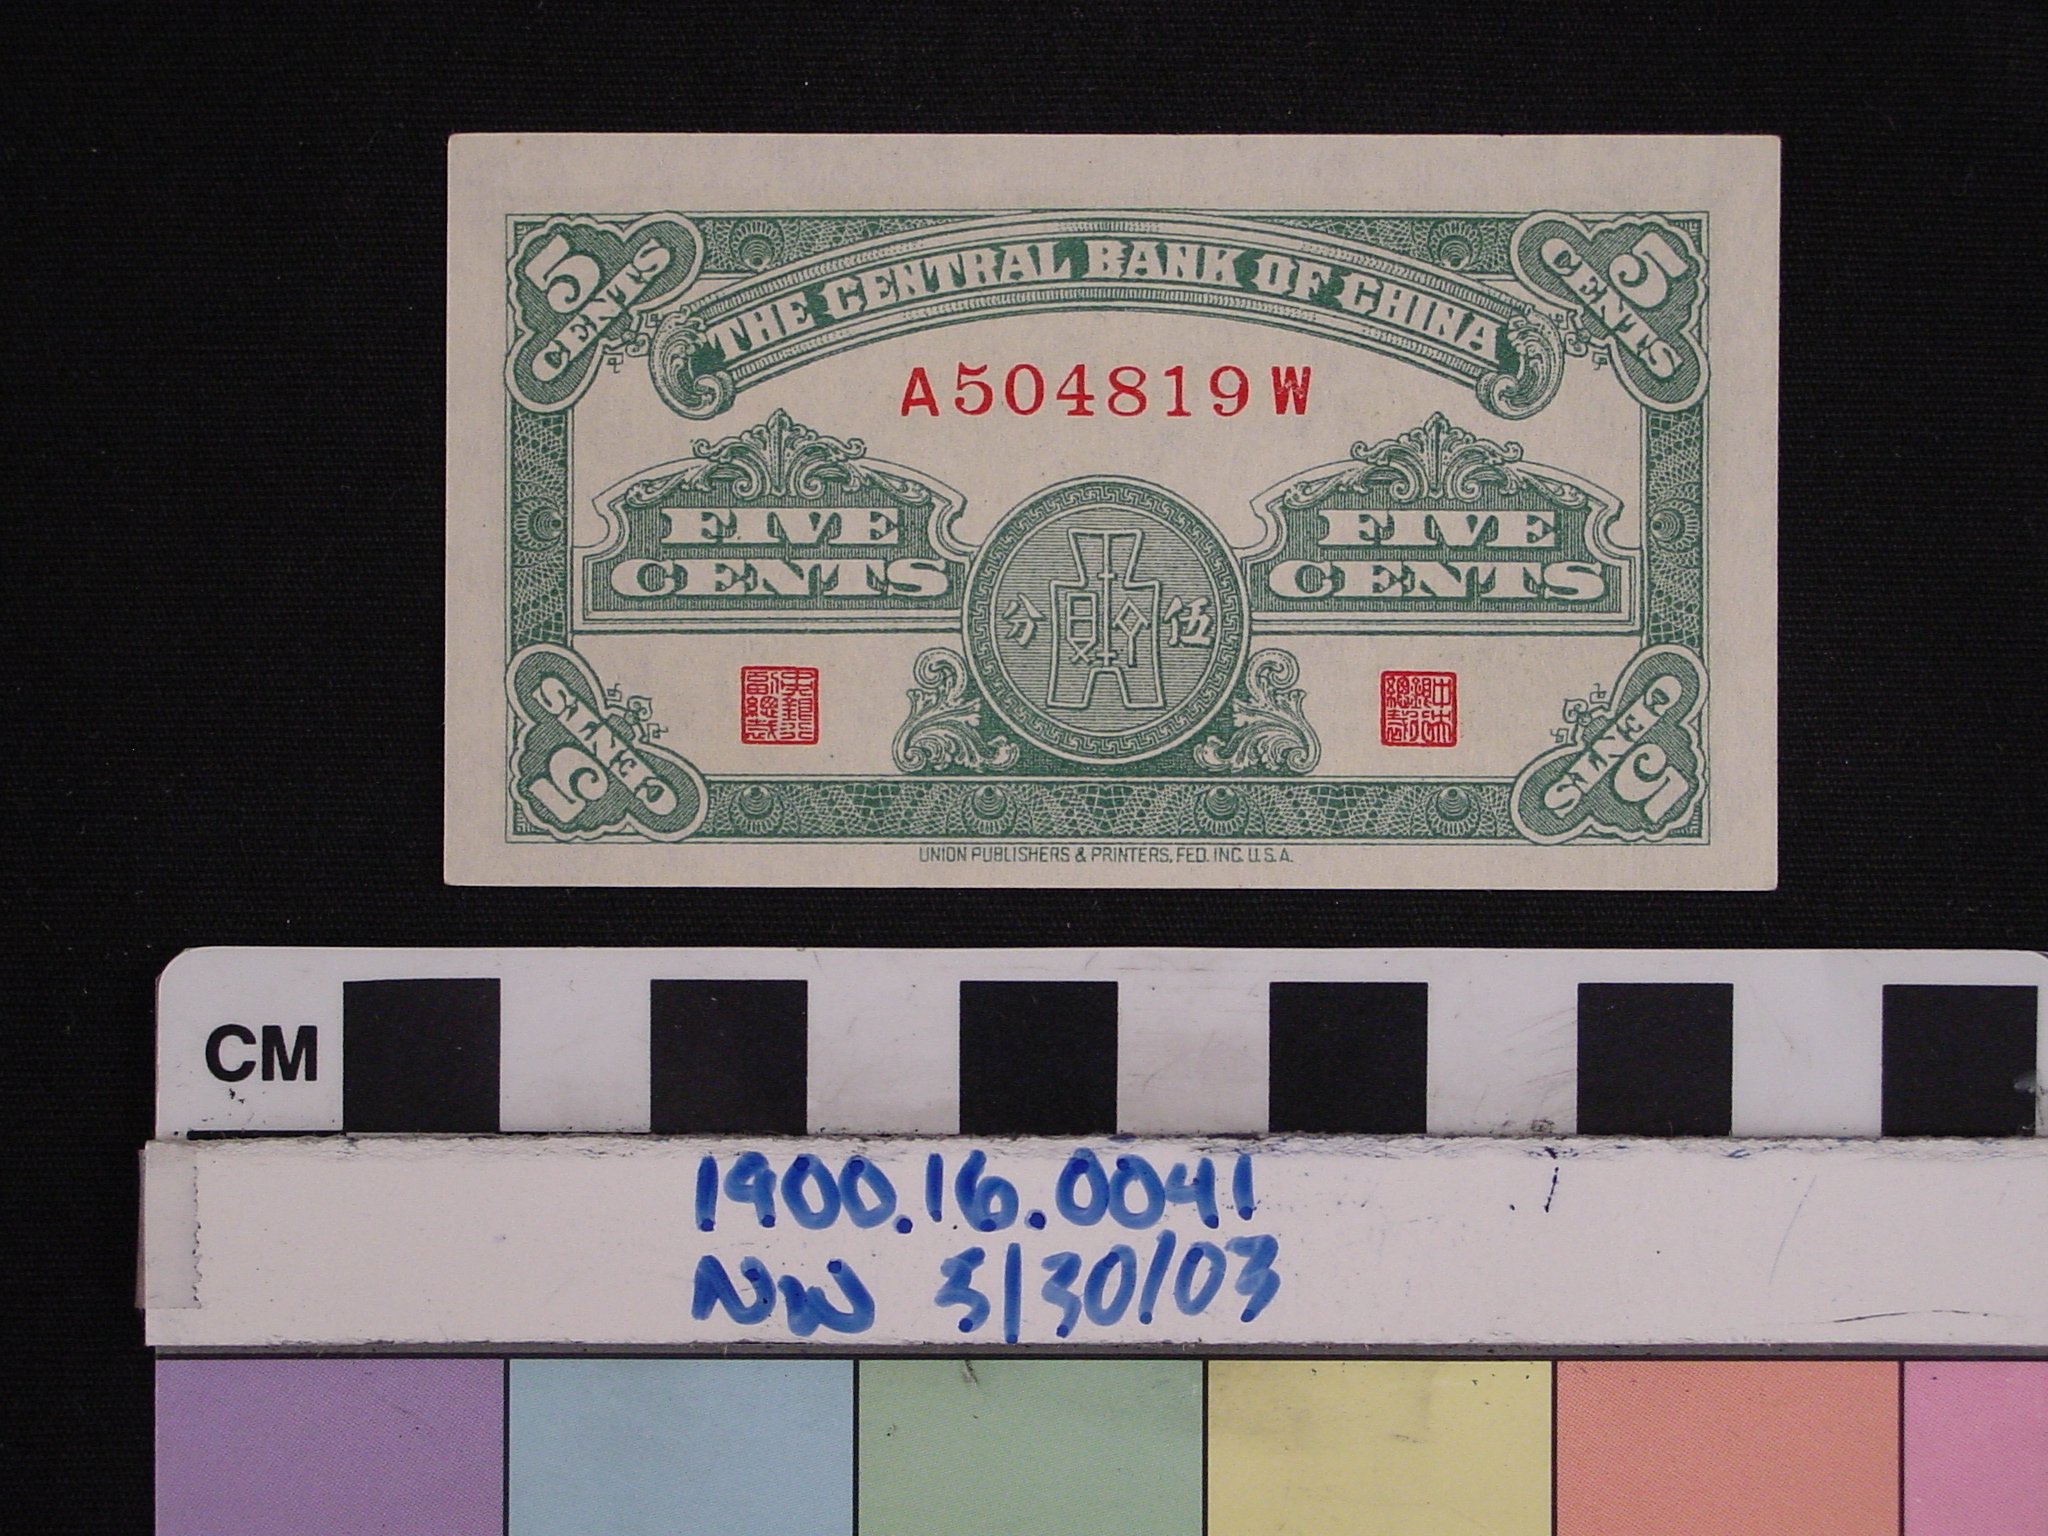 5 CENTS
THE CENTRAL BANK OF CHINA
5 CENTS
A504819W
FIVE CENTS
FIVE CENTS
分 伍
5 CENTS
5 CENTS
UNION PUBLISHERS & PRINTERS, FED. INC. U.S.A.
CM
1900.16.0041
NW 5/30/03